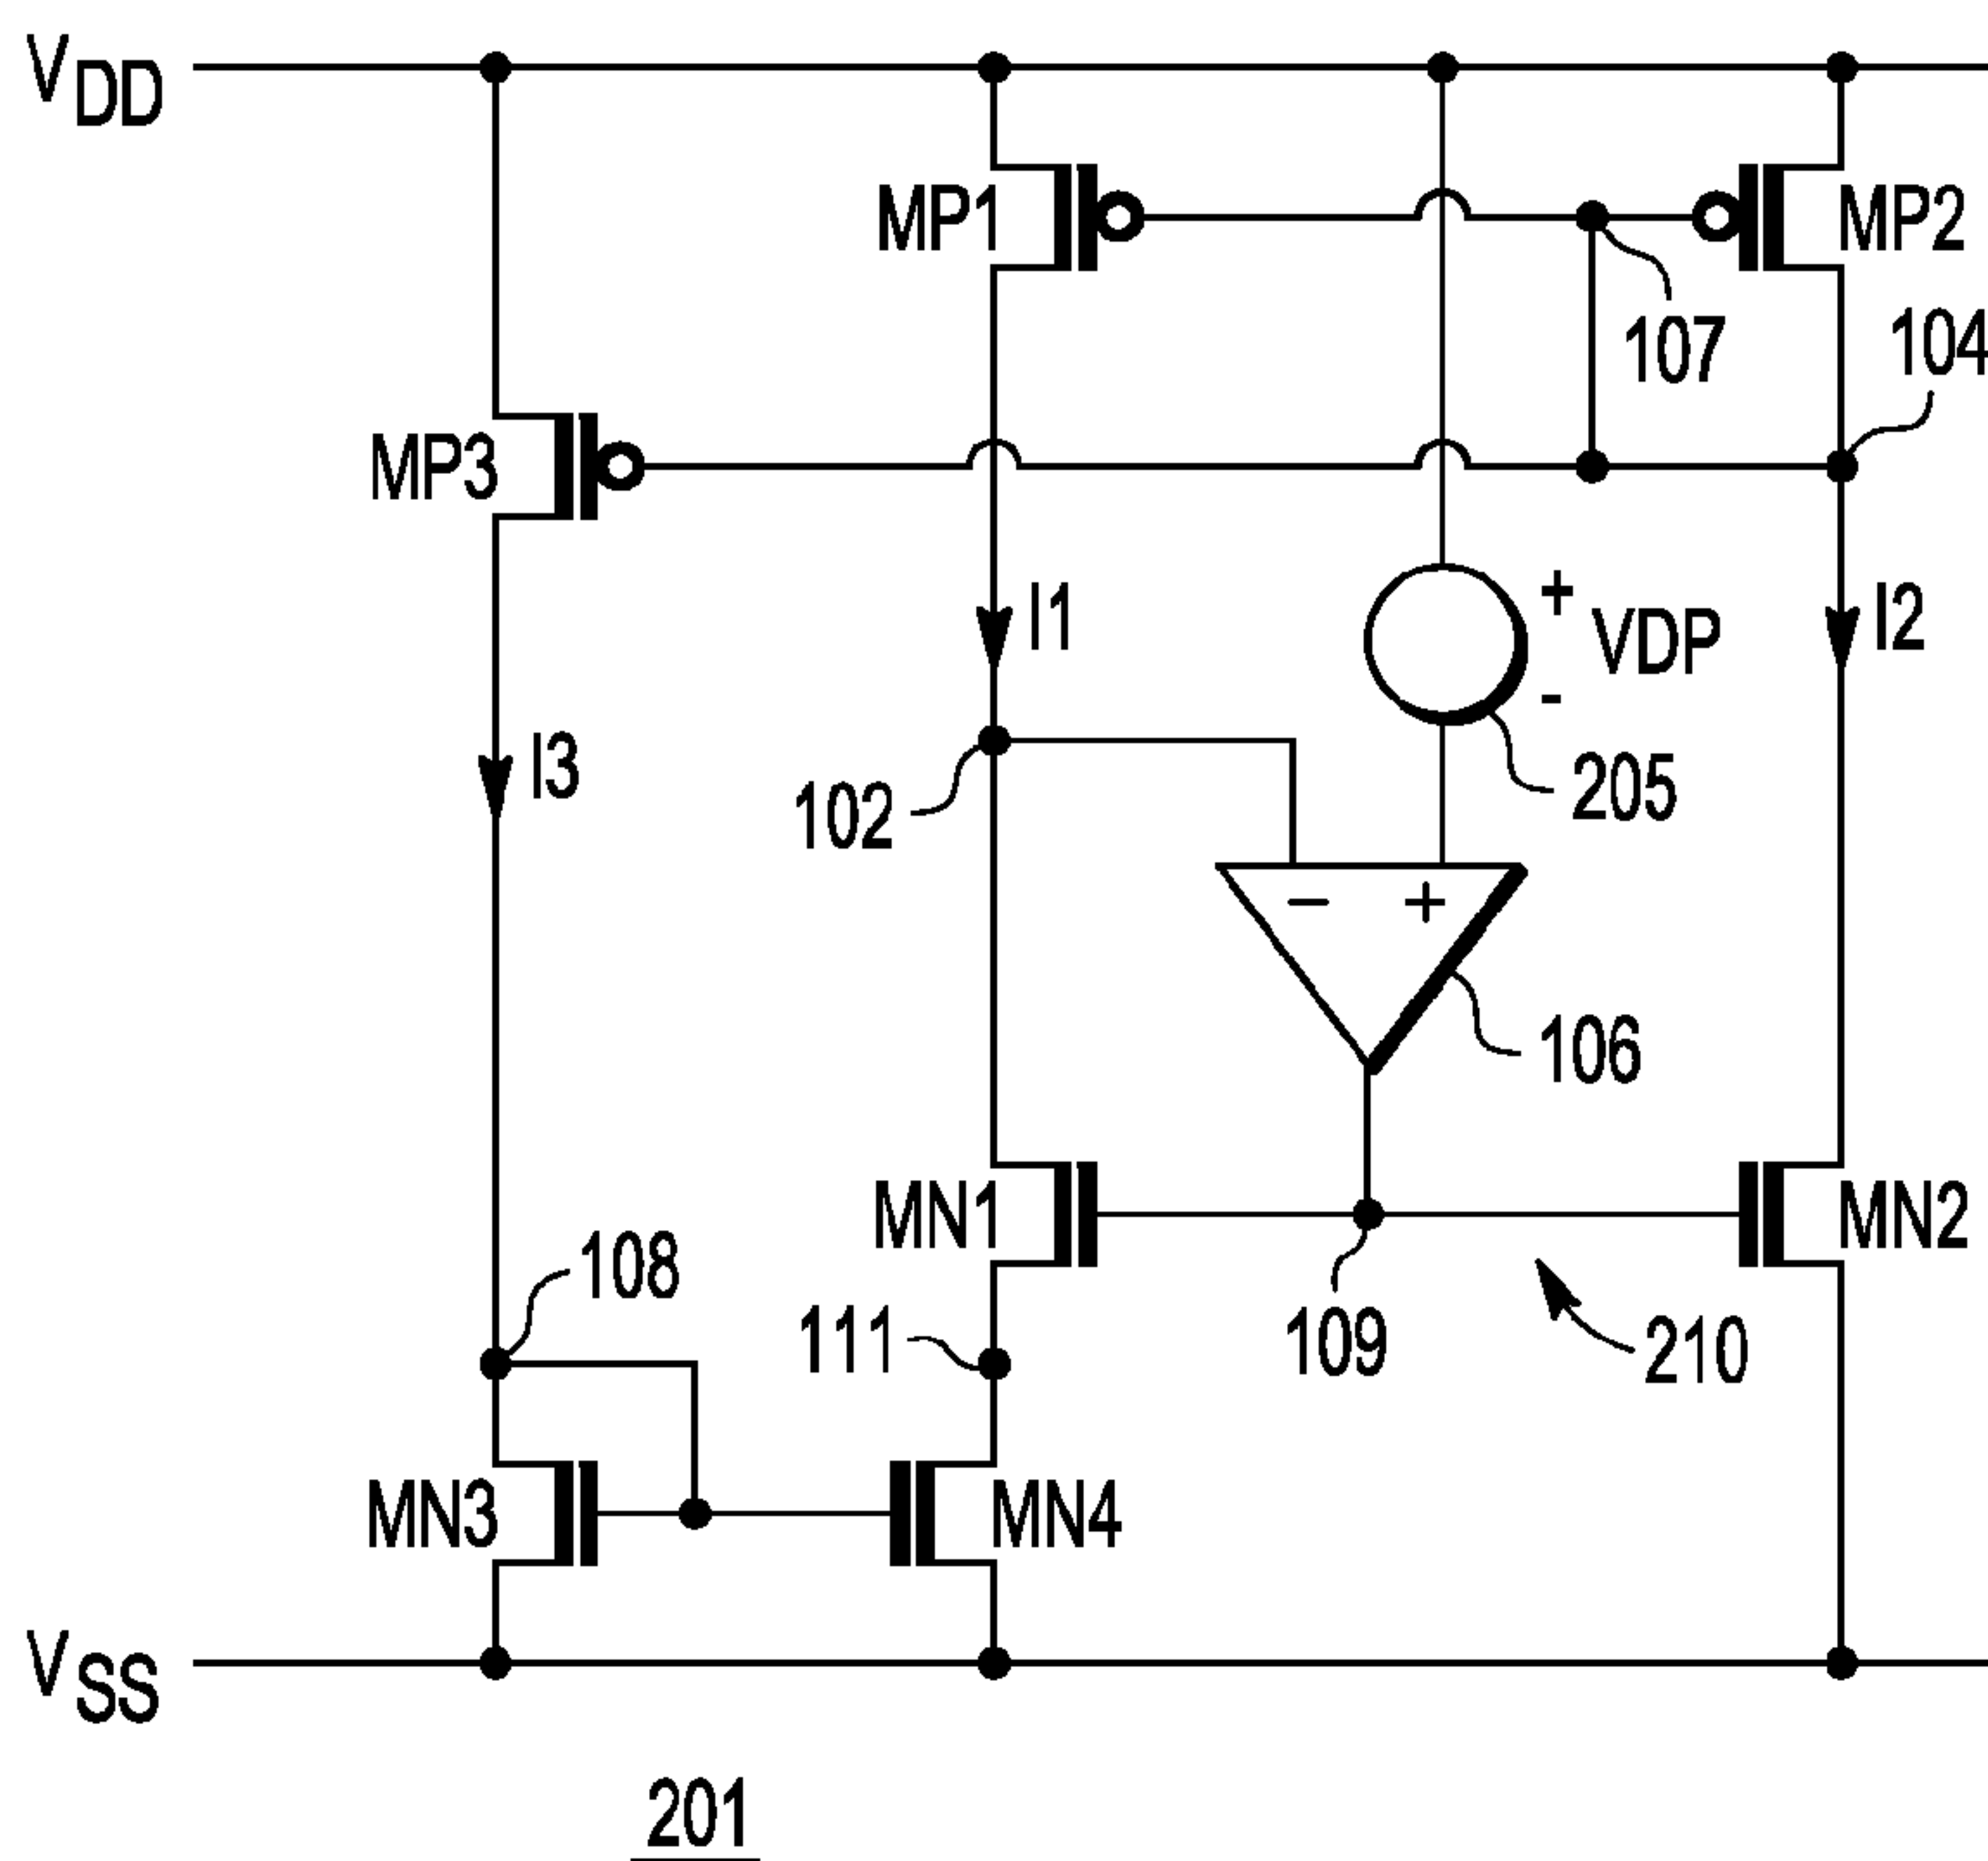 VDD
MP1
MP2
107
104
MP3
I1
+
VDP
-
I2
I3
102
205
- +
106
MN1
MN2
108
111
109
210
MN3
MN4
VSS
201